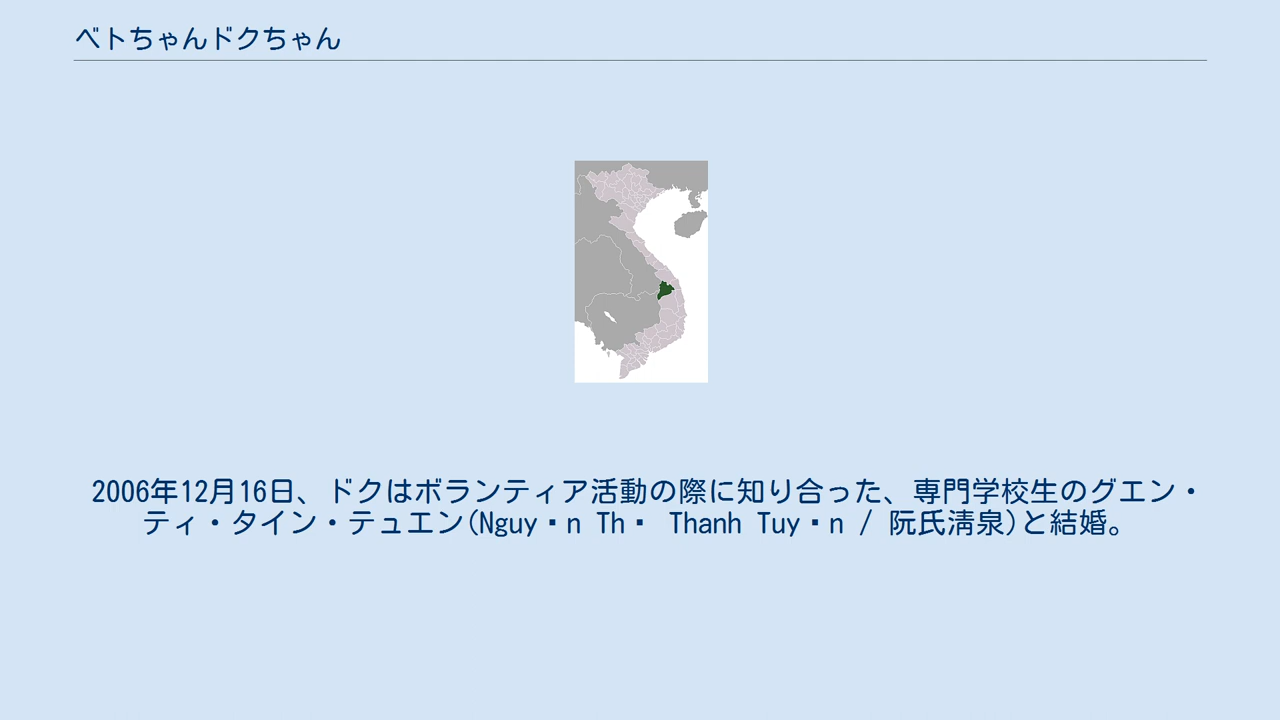 ベトちゃんドクちゃん
2006年12月16日、ドクはボランティア活動の際に知り合った、専門学校生のグエン・
ティ・タイン・テュエン(Nguy▪n Th▪ Thanh Tuy▪n / 阮氏淸泉)と結婚。